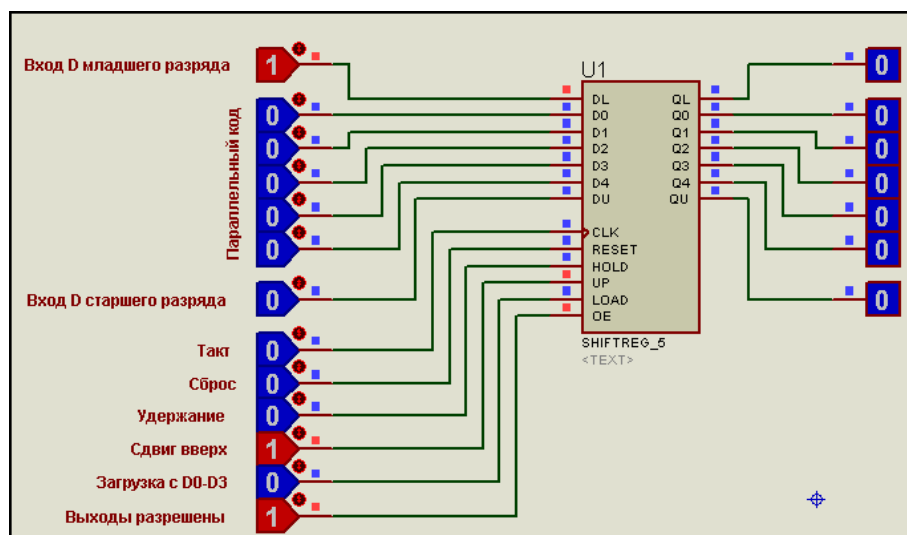 Вход D младшего разряда
1
0
Параллельный код
0
0
0
0
0
Вход D старшего разряда
0
Такт
0
Сброс
0
Удержание
0
Сдвиг вверх
1
Загрузка с D0-D3
0
Выходы разрешены
1
U1
DL QL
D0 Q0
D1 Q1
D2 Q2
D3 Q3
D4 Q4
DU QU
CLK
RESET
HOLD
UP
LOAD
OE
SHIFTREG_5
<TEXT>
0
0
0
0
0
0